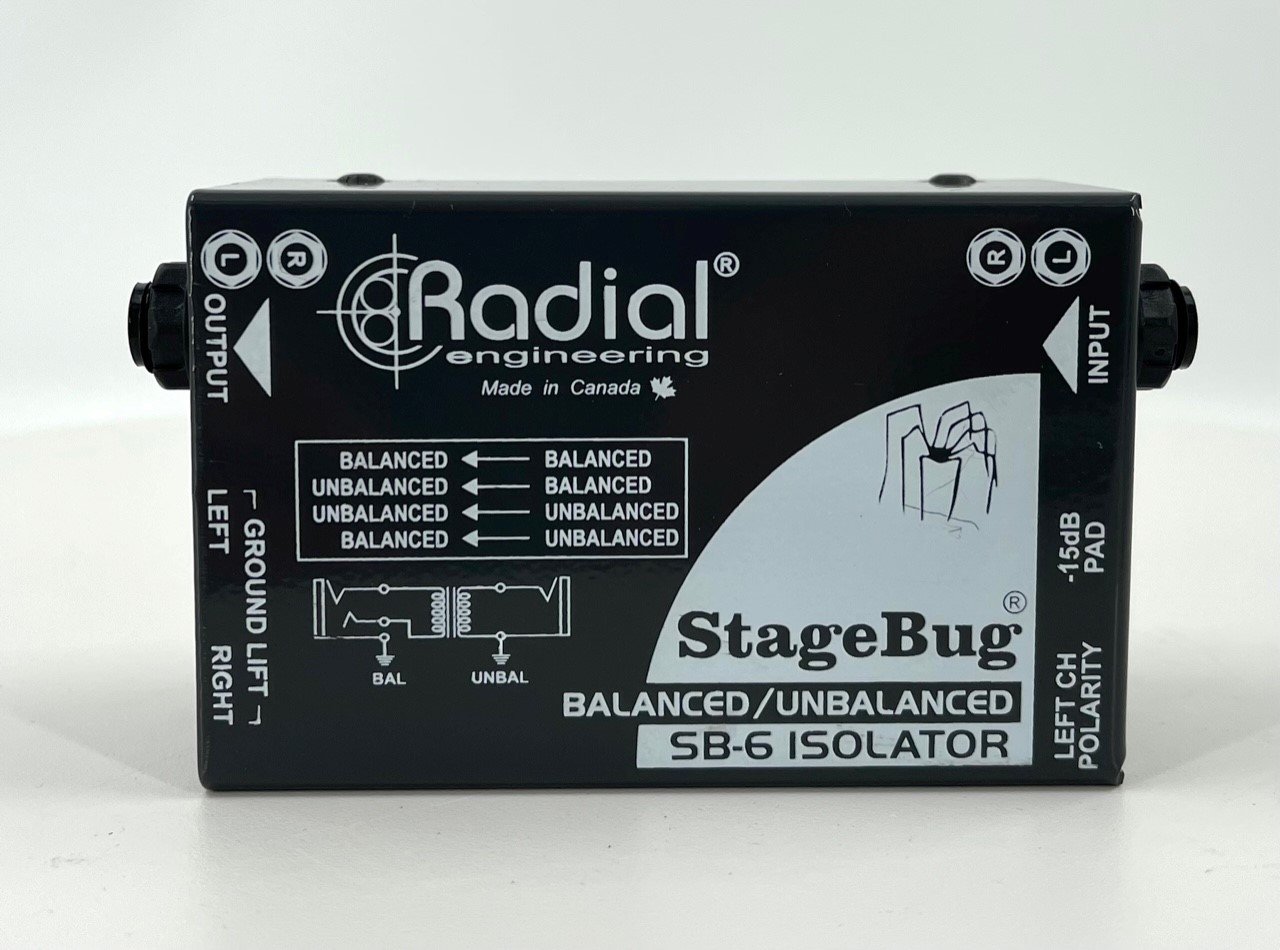 L R
Radial®
engineering
Made in Canada
R L
OUTPUT
INPUT
BALANCED BALANCED
UNBALANCED BALANCED
UNBALANCED UNBALANCED
BALANCED UNBALANCED
BAL UNBAL
LEFT
RIGHT
GROUND LIFT
-15dB
PAD
LEFT CH
POLARITY
StageBug®
BALANCED/UNBALANCED
SB-6 ISOLATOR